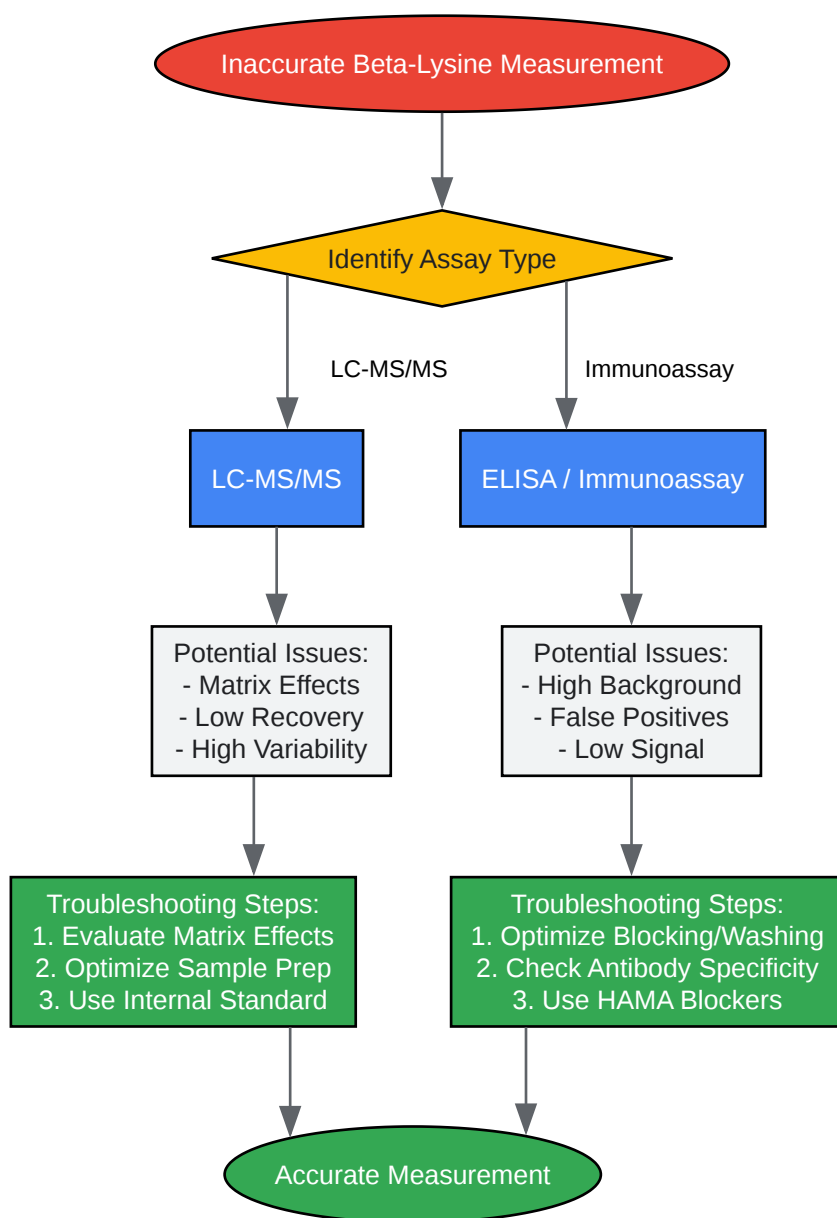 Inaccurate Beta-Lysine Measurement
Identify Assay Type
LC-MS/MS
Immunoassay
LC-MS/MS
ELISA / Immunoassay
Potential Issues:
- Matrix Effects
- Low Recovery
- High Variability
Potential Issues:
- High Background
- False Positives
- Low Signal
Troubleshooting Steps:
1. Evaluate Matrix Effects
2. Optimize Sample Prep
3. Use Internal Standard
Troubleshooting Steps:
1. Optimize Blocking/Washing
2. Check Antibody Specificity
3. Use HAMA Blockers
Accurate Measurement